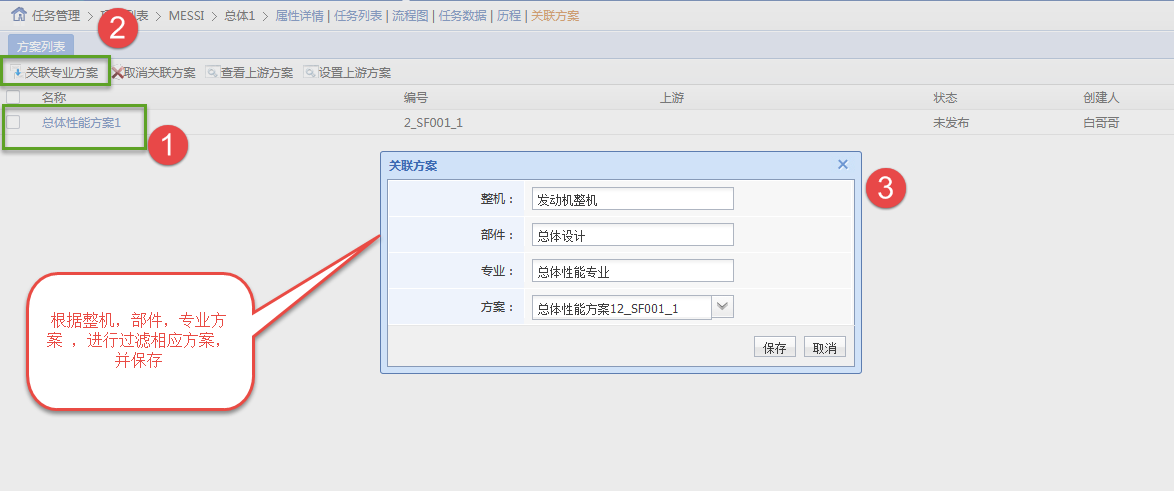 任务管理 > 列表 > MESSI > 总体1 > 属性详情 | 任务列表 | 流程图 | 任务数据 | 历程 | 关联方案
2
方案列表
关联专业方案 取消关联方案 查看上游方案 设置上游方案
名称 编号 上游 状态 创建人
总体性能方案1 2_SF001_1 未发布 白哥哥
1
关联方案
3
整机： 发动机整机
部件： 总体设计
专业： 总体性能专业
方案： 总体性能方案12_SF001_1
保存 取消
根据整机，部件，专业方
案 ，进行过滤相应方案，
并保存